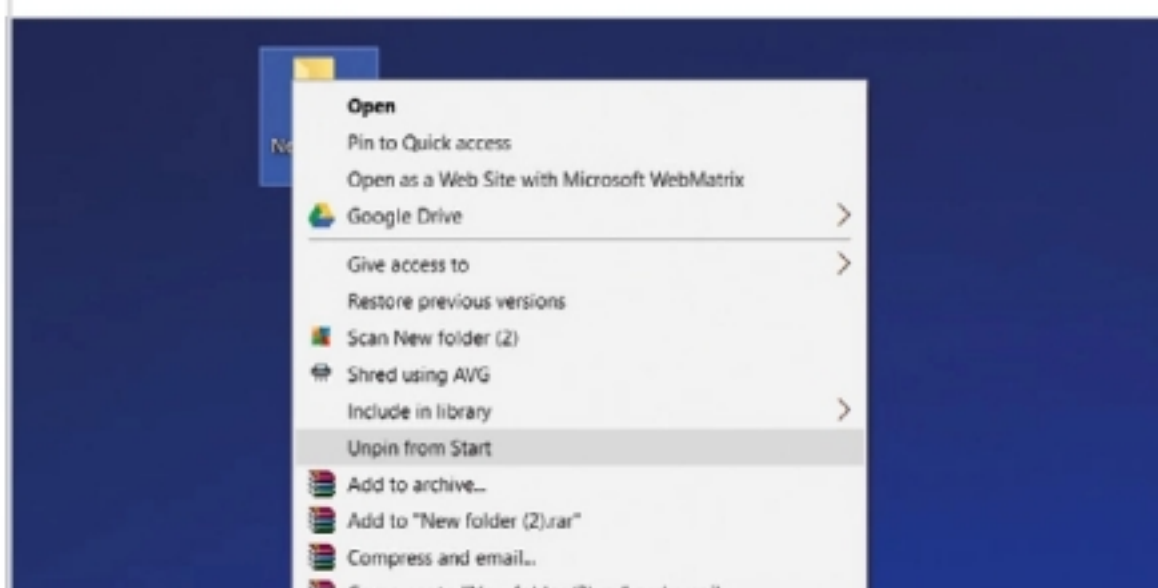 Ne
Open
Pin to Quick access
Open as a Web Site with Microsoft WebMatrix
Google Drive
Give access to
Restore previous versions
Scan New folder (2)
Shred using AVG
Include in library
Unpin from Start
Add to archive...
Add to "New folder (2).rar"
Compress and email...